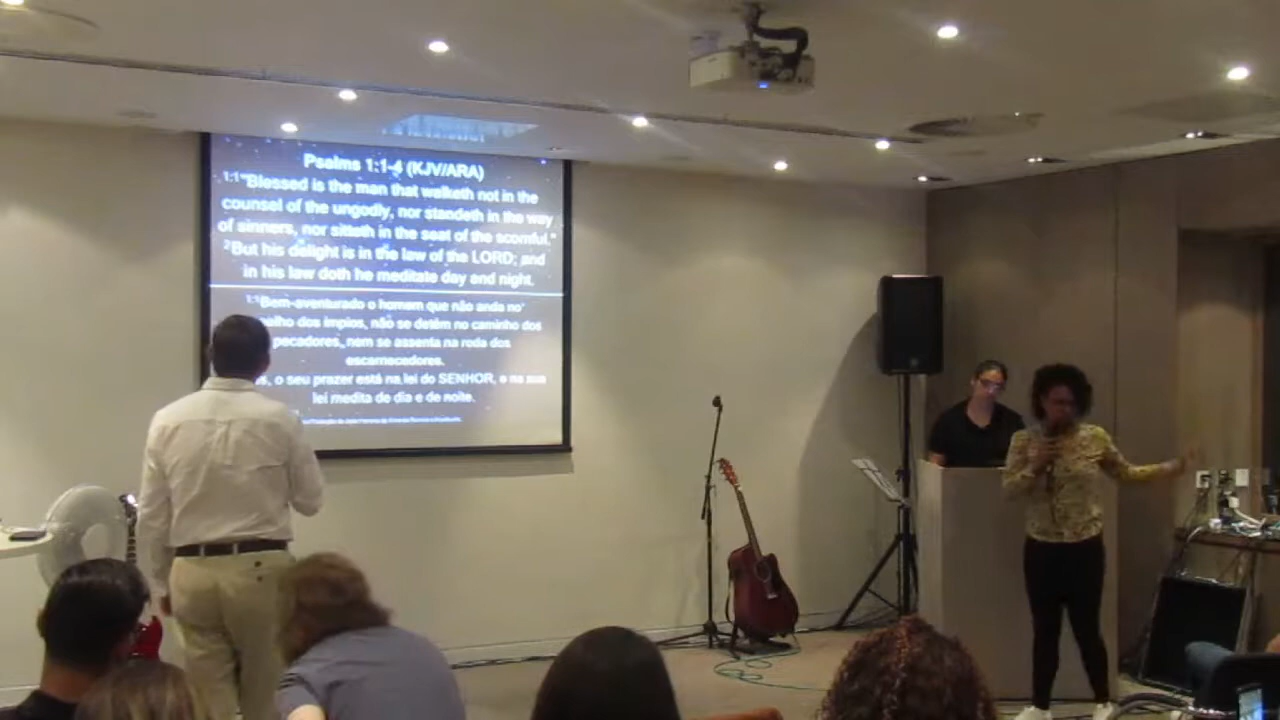 Psalms 1:1-4 (KJV/ARA)
1:1"Blessed is the man that walketh not in the
counsel of the ungodly, nor standeth in the way
of sinners, nor sitteth in the seat of the scornful."
2But his delight is in the law of the LORD; and
in his law doth he meditate day and night.
1:1"Bem-aventurado o homem que não anda no
dos ímpios, não se detém no caminho dos
pecadores, nem se assenta na roda dos
escarnecedores.
o seu prazer está na lei do SENHOR, e na sua
lei medita de dia e de noite.